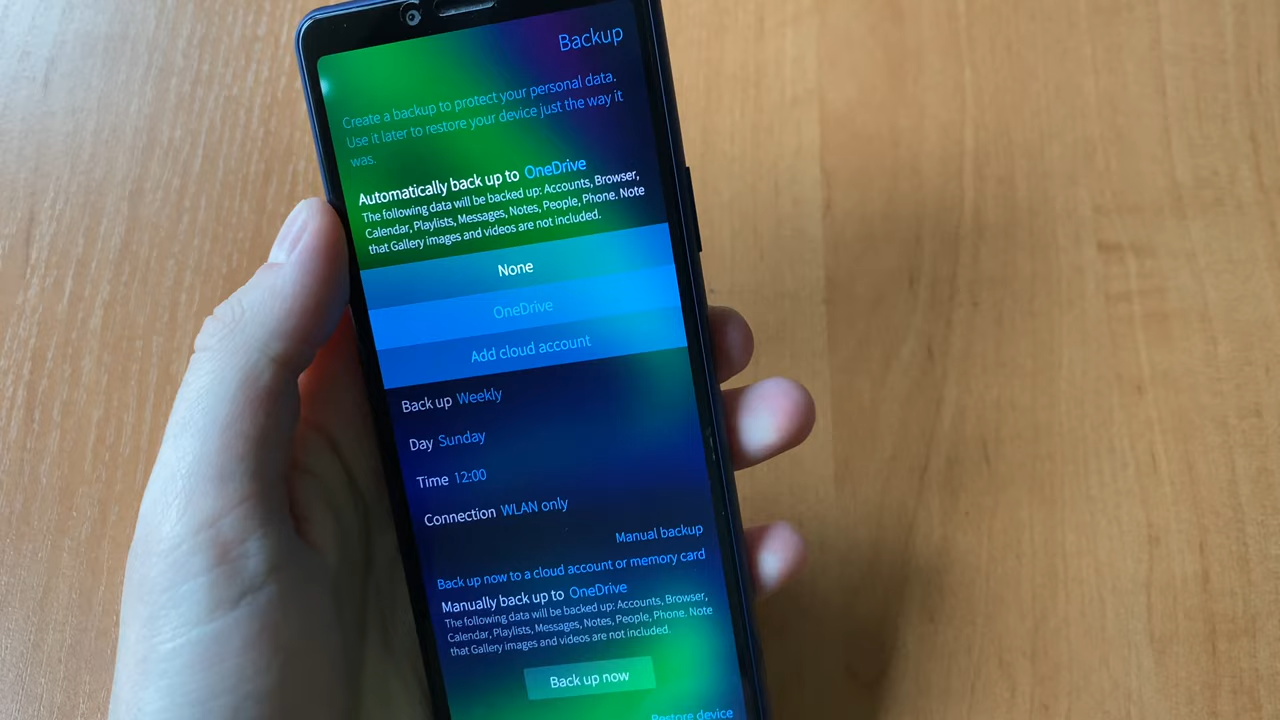 Backup
Create a backup to protect your personal data.
Use it later to restore your device just the way it
was.
Automatically back up to OneDrive
The following data will be backed up: Accounts, Browser,
Calendar, Playlists, Messages, Notes, People, Phone. Note
that Gallery images and videos are not included.
None
OneDrive
Add cloud account
Back up Weekly
Day Sunday
Time 12:00
Connection WLAN only
Manual backup
Back up now to a cloud account or memory card
Manually back up to OneDrive
The following data will be backed up: Accounts, Browser,
Calendar, Playlists, Messages, Notes, People, Phone. Note
that Gallery images and videos are not included.
Back up now
Restore device